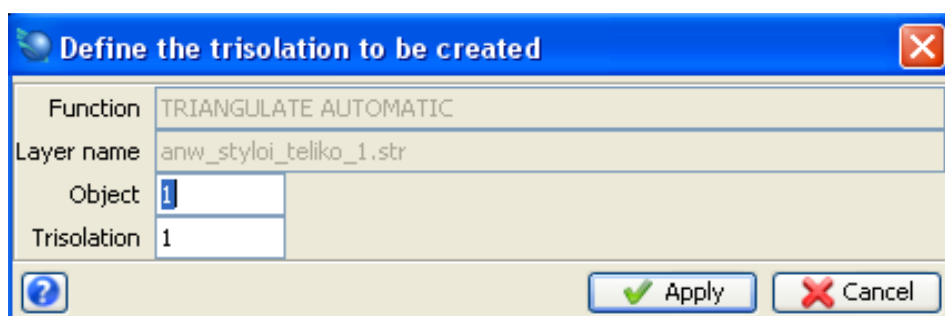 Define the trisolation to be created
Function TRIANGULATE AUTOMATIC
Layer name anw_styloi_teliko_1.str
Object 1
Trisolation 1
? Apply Cancel